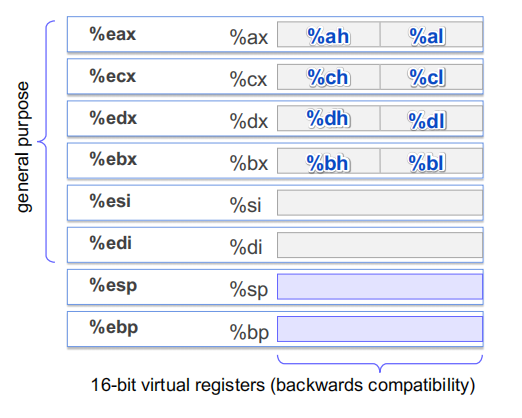 %eax %ax %ah %al
%ecx %cx %ch %cl
%edx %dx %dh %dl
%ebx %bx %bh %bl
%esi %si
%edi %di
%esp %sp
%ebp %bp
general purpose
16-bit virtual registers (backwards compatibility)